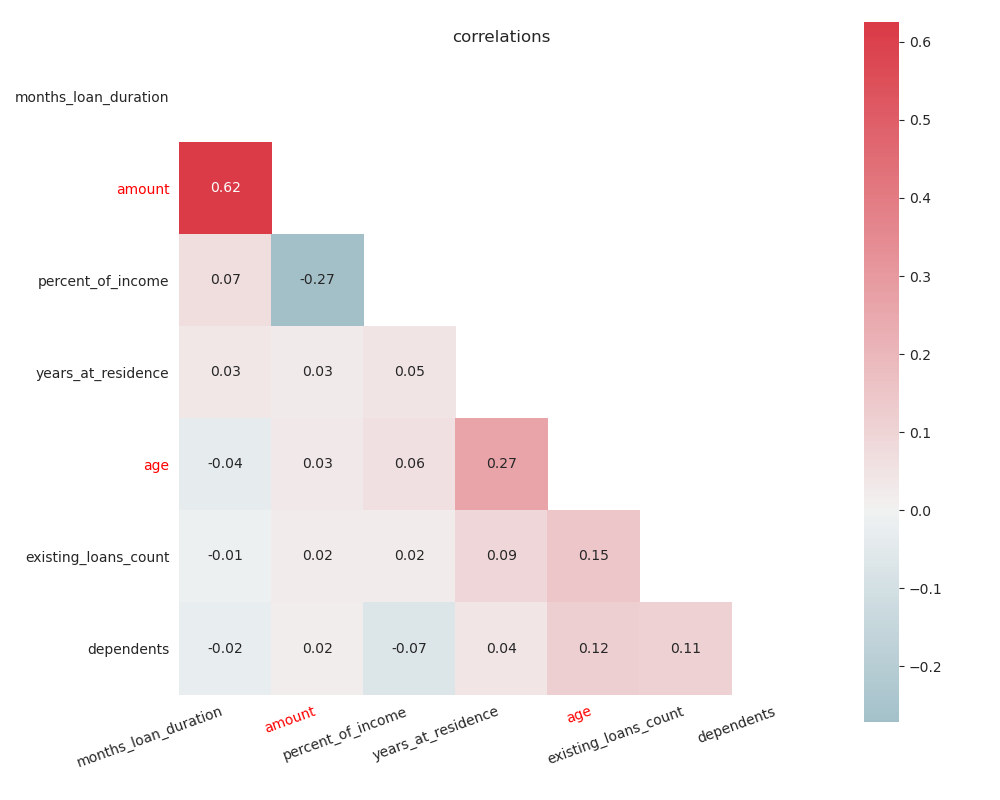 correlations
months_loan_duration
amount
0.62
percent_of_income
0.07
-0.27
years_at_residence
0.03
0.03
0.05
age
-0.04
0.03
0.06
0.27
existing_loans_count
-0.01
0.02
0.02
0.09
0.15
dependents
-0.02
0.02
-0.07
0.04
0.12
0.11
months_loan_duration
amount
percent_of_income
years_at_residence
age
existing_loans_count
dependents
0.6
0.5
0.4
0.3
0.2
0.1
0.0
−0.1
−0.2